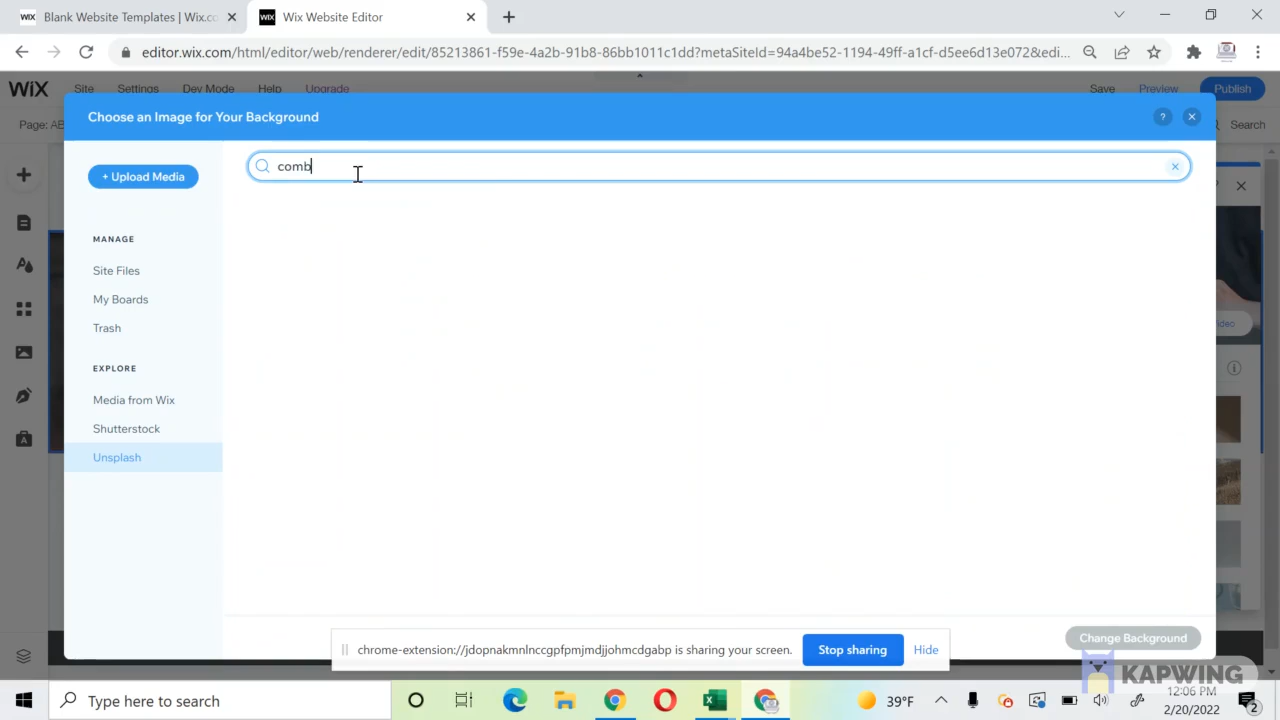 Blank Website Templates | Wix.co
Wix Website Editor
editor.wix.com/html/editor/web/renderer/edit/85213861-f59e-4a2b-91b8-86bb1011c1dd?metaSiteId=94a4be52-1194-49ff-a1cf-d5ee6d13e072&edi...
WiX Site Settings Dev Mode Help Upgrade Save Preview Publish
Page: AB
Search
Choose an Image for Your Background
?
+ Upload Media
comb
MANAGE
Site Files
My Boards
Trash
EXPLORE
Media from Wix
Shutterstock
Unsplash
Change Background
chrome-extension://jdopnakmnlnccgpfpmjmdjjohmcdgabp is sharing your screen.
Stop sharing
Hide
KAPWING
Type here to search
39°F
12:06 PM
2/20/2022
2